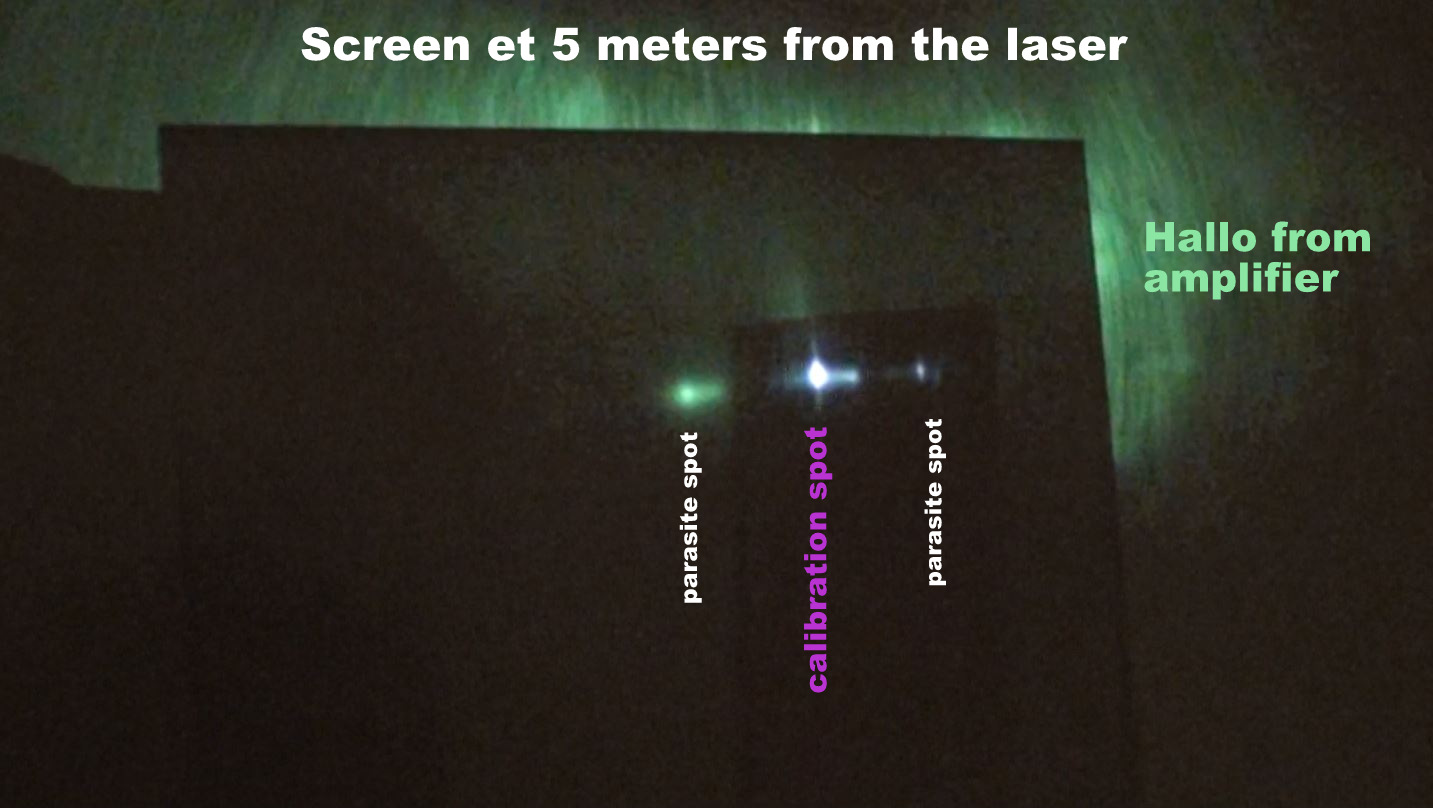 Screen et 5 meters from the laser
Hallo from
amplifier
parasite spot
calibration spot
parasite spot